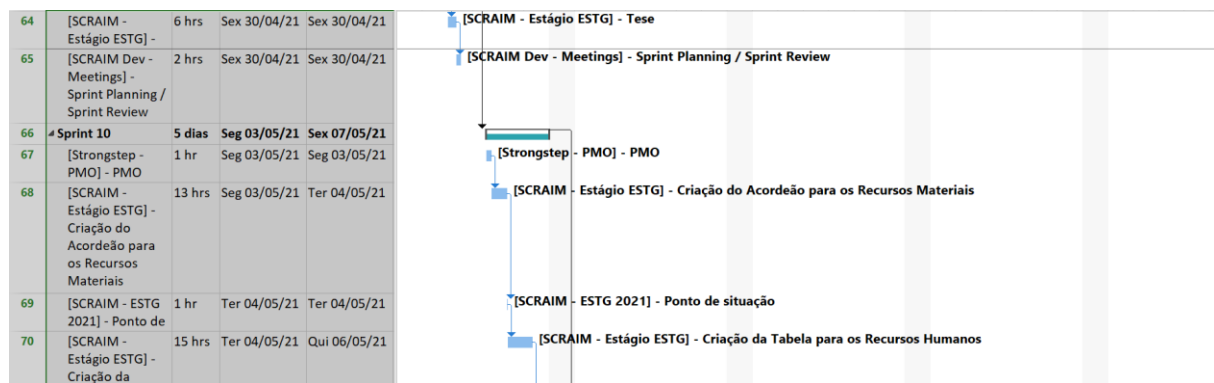 64 [SCRAIM - 6 hrs Sex 30/04/21 Sex 30/04/21 [SCRAIM - Estágio ESTG] - Tese
Estágio ESTG] -
65 [SCRAIM Dev - 2 hrs Sex 30/04/21 Sex 30/04/21 [SCRAIM Dev - Meetings] - Sprint Planning / Sprint Review
Meetings] -
Sprint Planning /
Sprint Review
66 Sprint 10 5 dias Seg 03/05/21 Sex 07/05/21
67 [Strongstep - 1 hr Seg 03/05/21 Seg 03/05/21 [Strongstep - PMO] - PMO
PMO] - PMO
68 [SCRAIM - 13 hrs Seg 03/05/21 Ter 04/05/21 [SCRAIM - Estágio ESTG] - Criação do Acordeão para os Recursos Materiais
Estágio ESTG] -
Criação do
Acordeão para
os Recursos
Materiais
69 [SCRAIM - ESTG 1 hr Ter 04/05/21 Ter 04/05/21 [SCRAIM - ESTG 2021] - Ponto de situação
2021] - Ponto de
70 [SCRAIM - 15 hrs Ter 04/05/21 Qui 06/05/21 [SCRAIM - Estágio ESTG] - Criação da Tabela para os Recursos Humanos
Estágio ESTG] -
Criação da